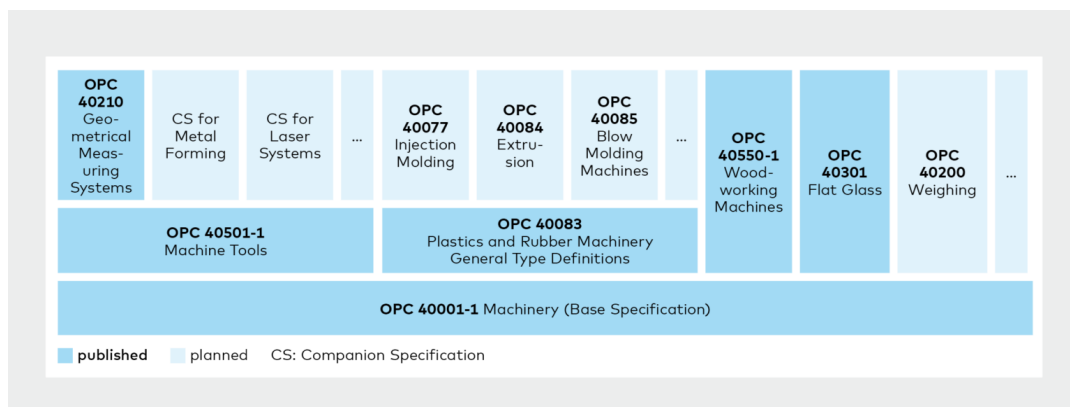 OPC
40210
Geo-
metrical
Meas-
uring
Systems
CS for
Metal
Forming
CS for
Laser
Systems
...
OPC
40077
Injection
Molding
OPC
40084
Extru-
sion
OPC
40085
Blow
Molding
Machines
...
OPC
40550-1
Wood-
working
Machines
OPC
40301
Flat Glass
OPC
40200
Weighing
...
OPC 40501-1
Machine Tools
OPC 40083
Plastics and Rubber Machinery
General Type Definitions
OPC 40001-1 Machinery (Base Specification)
published planned CS: Companion Specification